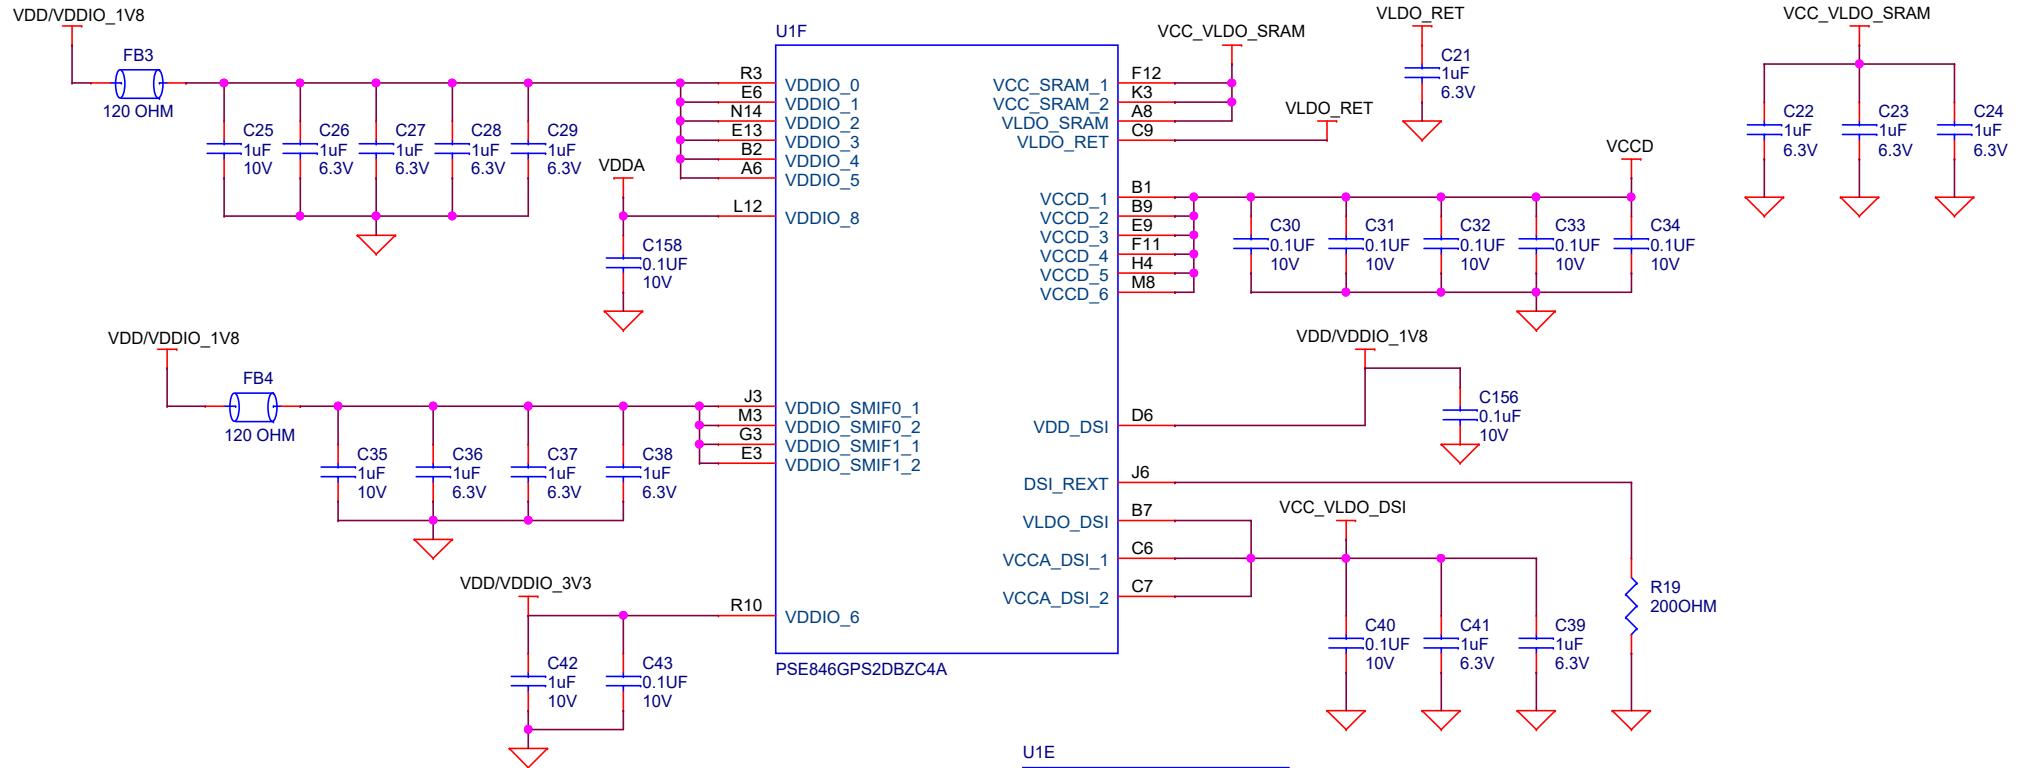 VDD/VDDIO_1V8
FB3
120 OHM
C25
1uF
10V
C26
1uF
6.3V
C27
1uF
6.3V
C28
1uF
6.3V
C29
1uF
6.3V
VDDA
C158
0.1UF
10V
VDD/VDDIO_1V8
FB4
120 OHM
C35
1uF
10V
C36
1uF
6.3V
C37
1uF
6.3V
C38
1uF
6.3V
VDD/VDDIO_3V3
C42
1uF
10V
C43
0.1UF
10V
U1F
R3 VDDIO_0
E6 VDDIO_1
N14 VDDIO_2
E13 VDDIO_3
B2 VDDIO_4
A6 VDDIO_5
L12 VDDIO_8
J3 VDDIO_SMIF0_1
M3 VDDIO_SMIF0_2
G3 VDDIO_SMIF1_1
E3 VDDIO_SMIF1_2
R10 VDDIO_6
VCC_SRAM_1 F12
VCC_SRAM_2 K3
VLDO_SRAM A8
VLDO_RET C9
VCCD_1 B1
VCCD_2 B9
VCCD_3 E9
VCCD_4 F11
VCCD_5 H4
VCCD_6 M8
VDD_DSI D6
DSI_REXT J6
VLDO_DSI B7
VCCA_DSI_1 C6
VCCA_DSI_2 C7
PSE846GPS2DBZC4A
VCC_VLDO_SRAM
VLDO_RET
VLDO_RET
C21
1uF
6.3V
VCC_VLDO_SRAM
C22
1uF
6.3V
C23
1uF
6.3V
C24
1uF
6.3V
VCCD
C30
0.1UF
10V
C31
0.1UF
10V
C32
0.1UF
10V
C33
0.1UF
10V
C34
0.1UF
10V
VDD/VDDIO_1V8
C156
0.1uF
10V
VCC_VLDO_DSI
C40
0.1UF
10V
C41
1uF
6.3V
C39
1uF
6.3V
R19
200OHM
U1E